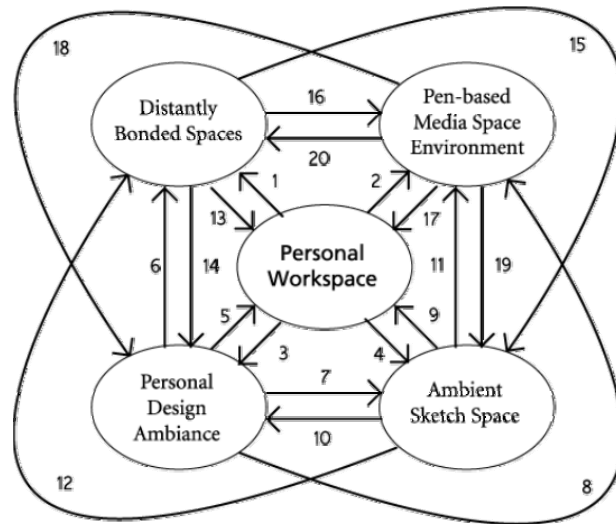 18
15
16
Distantly
Bonded Spaces
Pen-based
Media Space
Environment
20
1
2
13
17
Personal
Workspace
6
14
11
19
5
9
3
4
Personal
Design
Ambiance
7
Ambient
Sketch Space
10
12
8